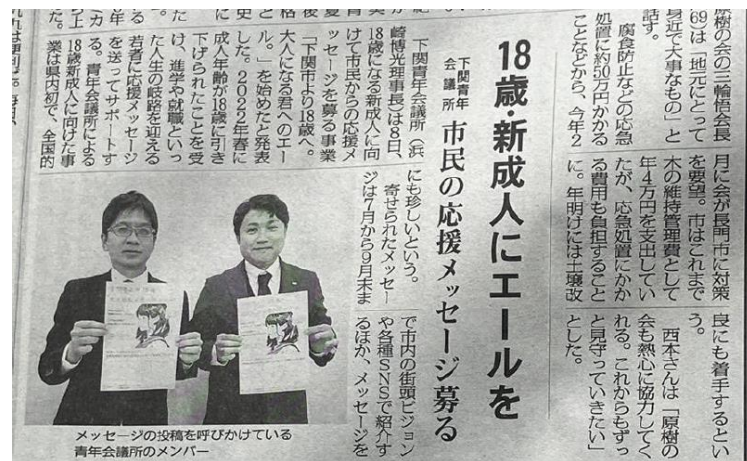 原樹の会の三輪悟会長
69）は「地元にとって
身近で大事なもの」と
話す。
腐食防止などの応急
処置に約50万円かかる
ことなどから、今年2
月に会が長門市に対策
を要望。市はこれまで
木の維持管理費として
年4万円を支出してい
たが、応急処置にかか
る費用も負担すること
に。年明けには土壌改
良にも着手するとい
う。
西本さんは「原樹の
会も熱心に協力してく
れる。これからもずっ
と見守っていきたい」
とした。
18歳・新成人にエールを
下関青年
会議所
市民の応援メッセージ募る
下関青年会議所（浜
崎博光理事長）は8日、
18歳になる新成人に向
けて市民からの応援メ
ッセージを募る事業
「下関市より18歳へ。
大人になる君へのエー
ル。」を始めたと発表
した。2022年春に
成人年齢が18歳に引き
下げられたことを受
け、進学や就職といっ
た人生の岐路を迎える
若者に応援メッセージ
を送ってサポートす
る。青年会議所による
18歳新成人に向けた事
業は県内初で、全国的
にも珍しいという。
寄せられたメッセー
ジは7月から9月末ま
で市内の街頭ビジョン
や各種SNSで紹介す
るほか、メッセージを
メッセージの投稿を呼びかけている
青年会議所のメンバー